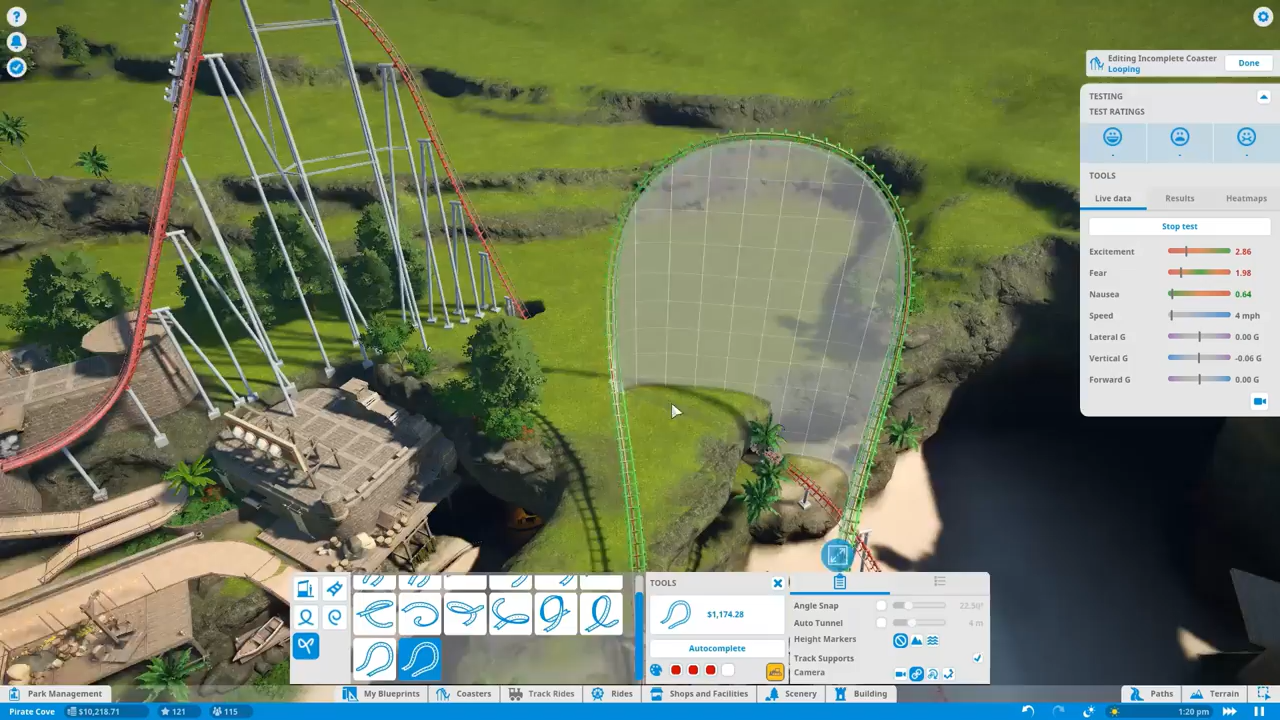 ?
Editing Incomplete Coaster
Looping
Done
TESTING
TEST RATINGS
- - -
TOOLS
Live data Results Heatmaps
Stop test
Excitement 2.86
Fear 1.98
Nausea 0.64
Speed 4 mph
Lateral G 0.00 G
Vertical G -0.06 G
Forward G 0.00 G
TOOLS
$1,174.28
Autocomplete
Angle Snap 22.50°
Auto Tunnel 4 m
Height Markers
Track Supports
Camera
Park Management My Blueprints Coasters Track Rides Rides Shops and Facilities Scenery Building Paths Terrain
Pirate Cove $10,218.71 121 115 1:20 pm